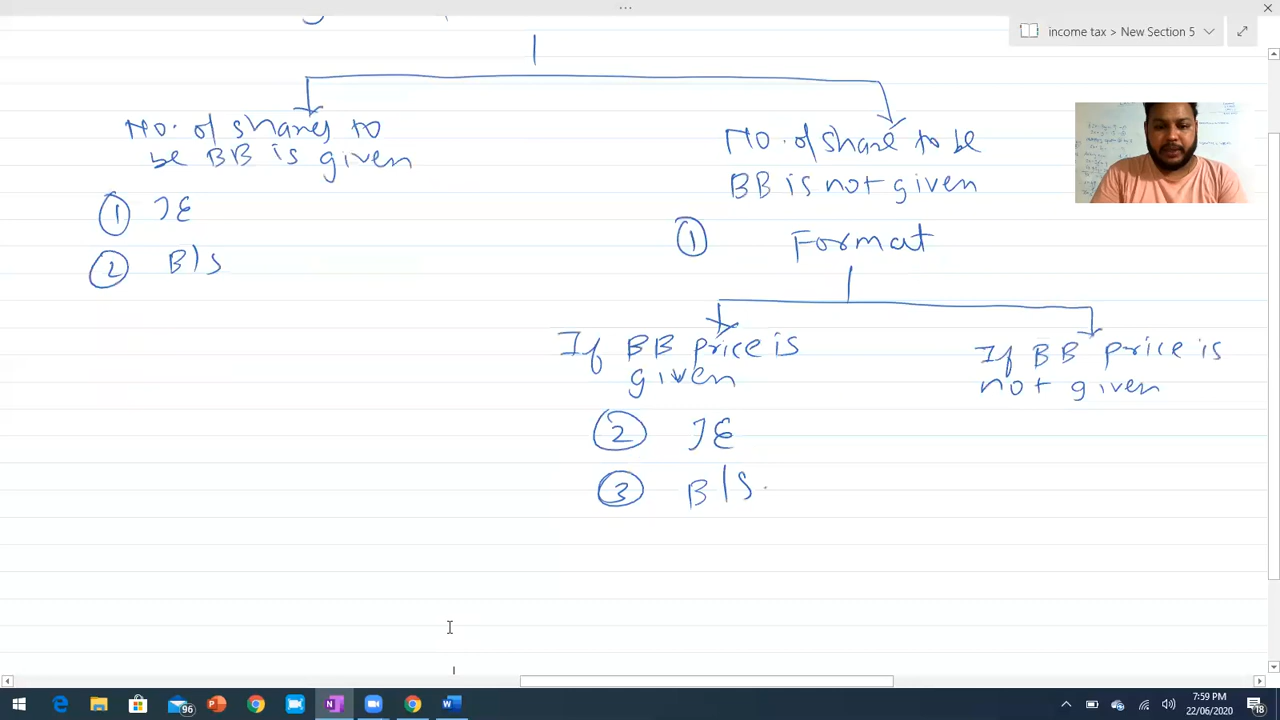 income tax > New Section 5
No. of shares to
be BB is given
① JE
② B/S
No. of share to be
BB is not given
① Format
If BB price is
given
If BB price is
not given
② JE
③ B/S.
96
7:59 PM
22/06/2020
18